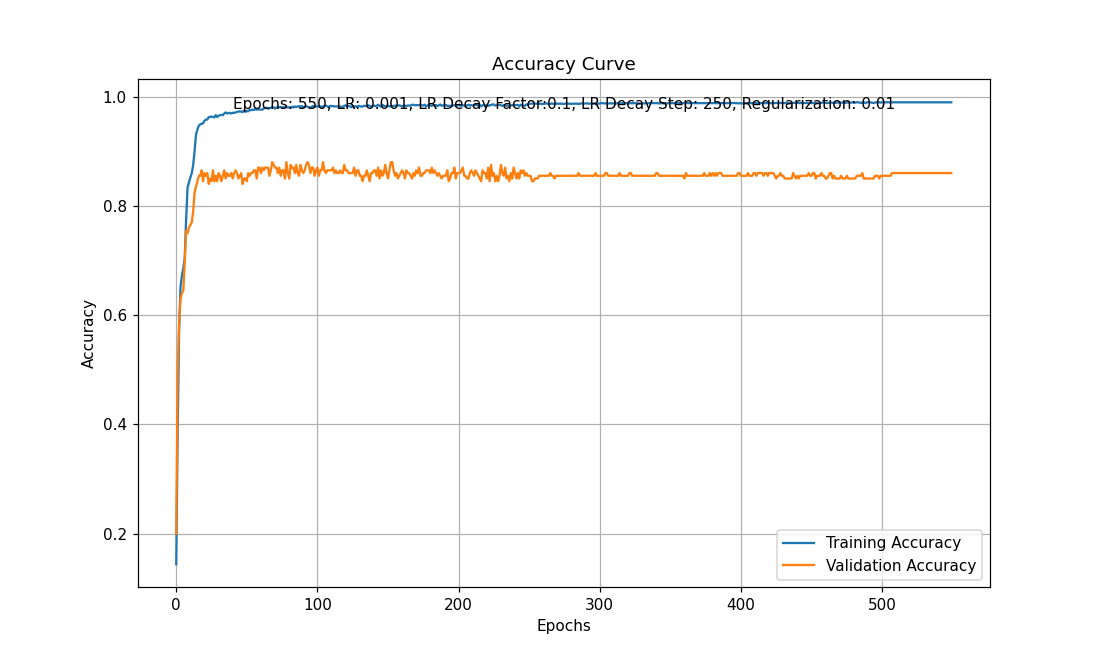 Accuracy Curve
Epochs: 550, LR: 0.001, LR Decay Factor:0.1, LR Decay Step: 250, Regularization: 0.01
1.0
0.8
0.6
0.4
0.2
Accuracy
Training Accuracy
Validation Accuracy
0 100 200 300 400 500
Epochs